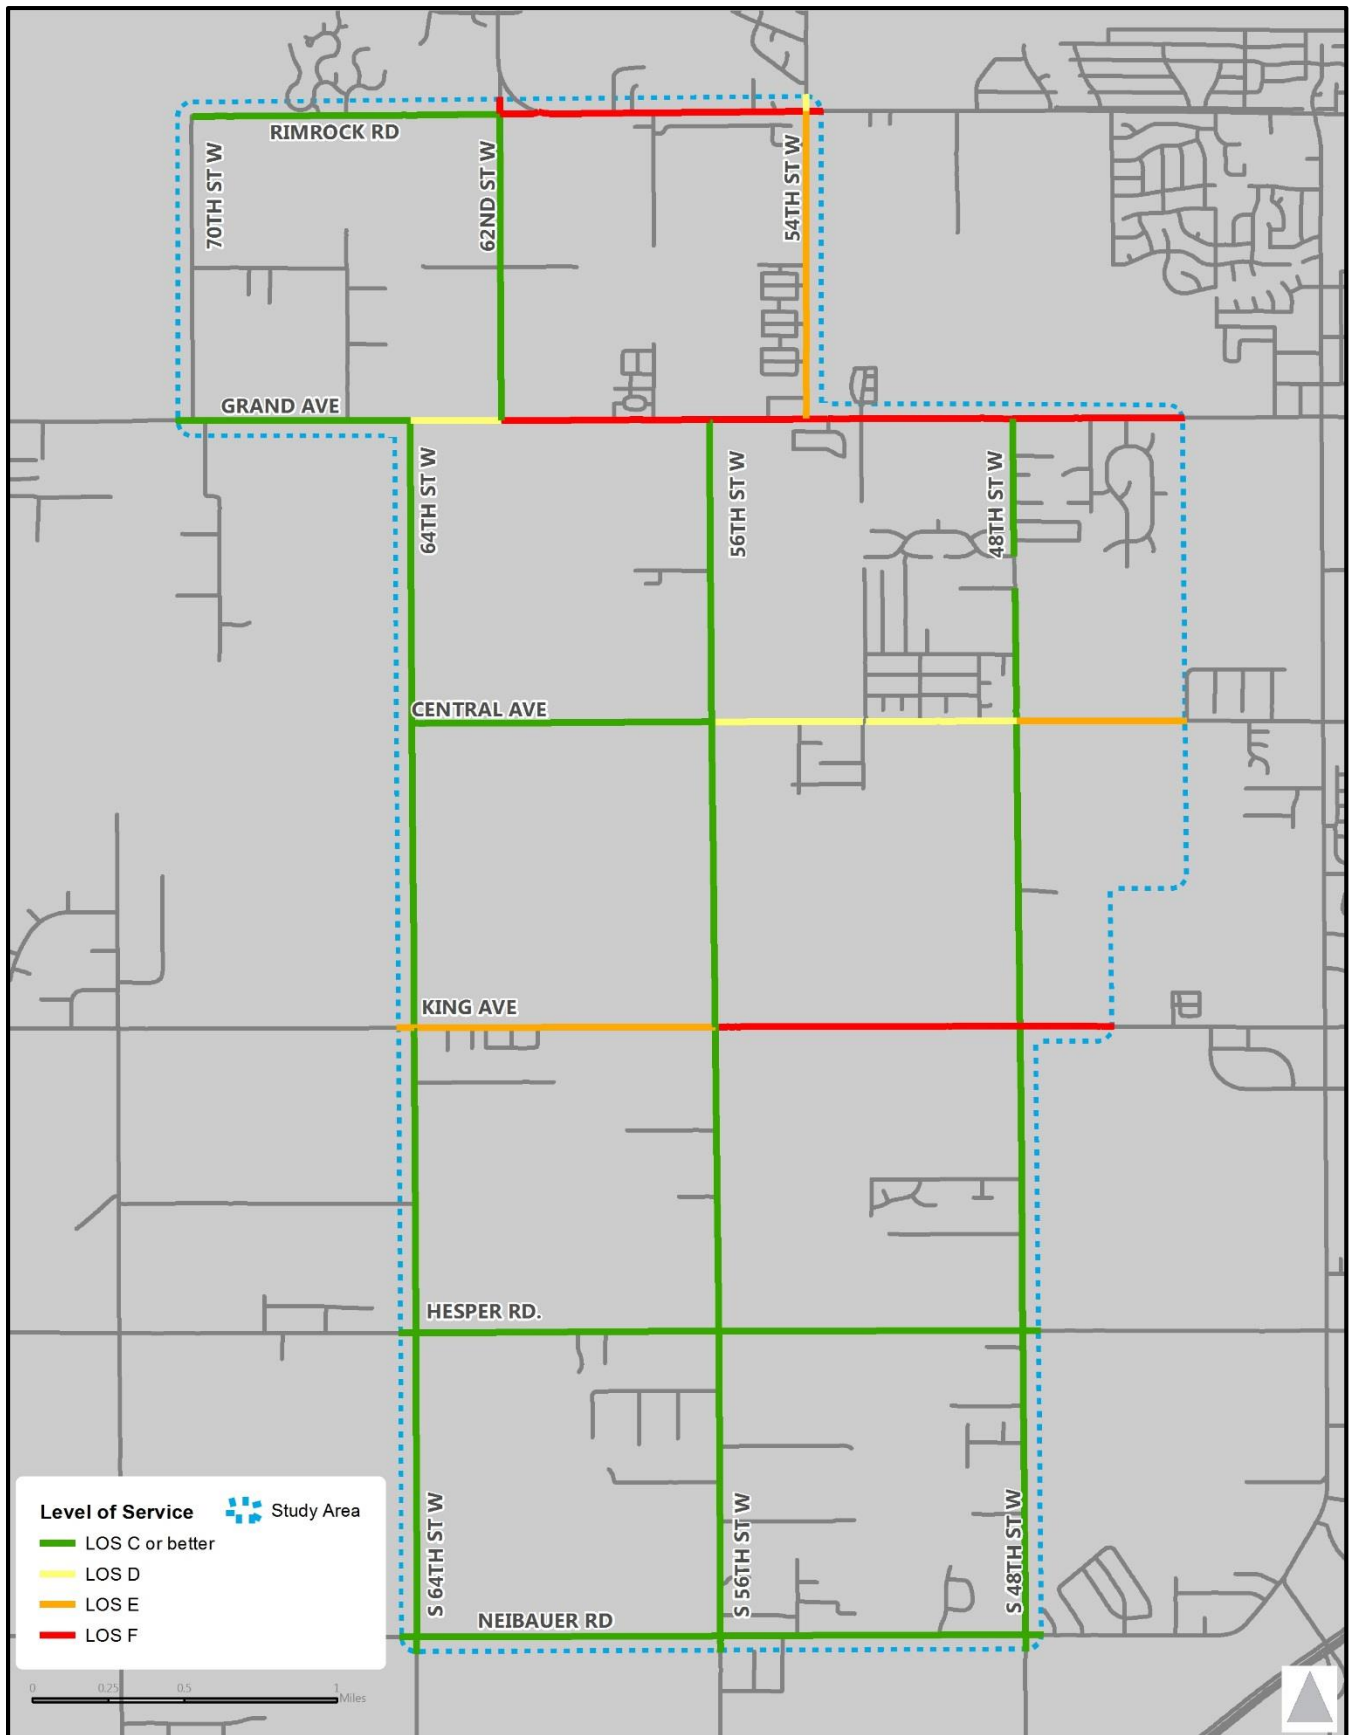 RIMROCK RD
70TH ST W
62ND ST W
54TH ST W
GRAND AVE
64TH ST W
56TH ST W
48TH ST W
CENTRAL AVE
KING AVE
HESPER RD.
S 64TH ST W
S 56TH ST W
S 48TH ST W
NEIBAUER RD
Level of Service
Study Area
LOS C or better
LOS D
LOS E
LOS F
0 0.25 0.5 1
Miles